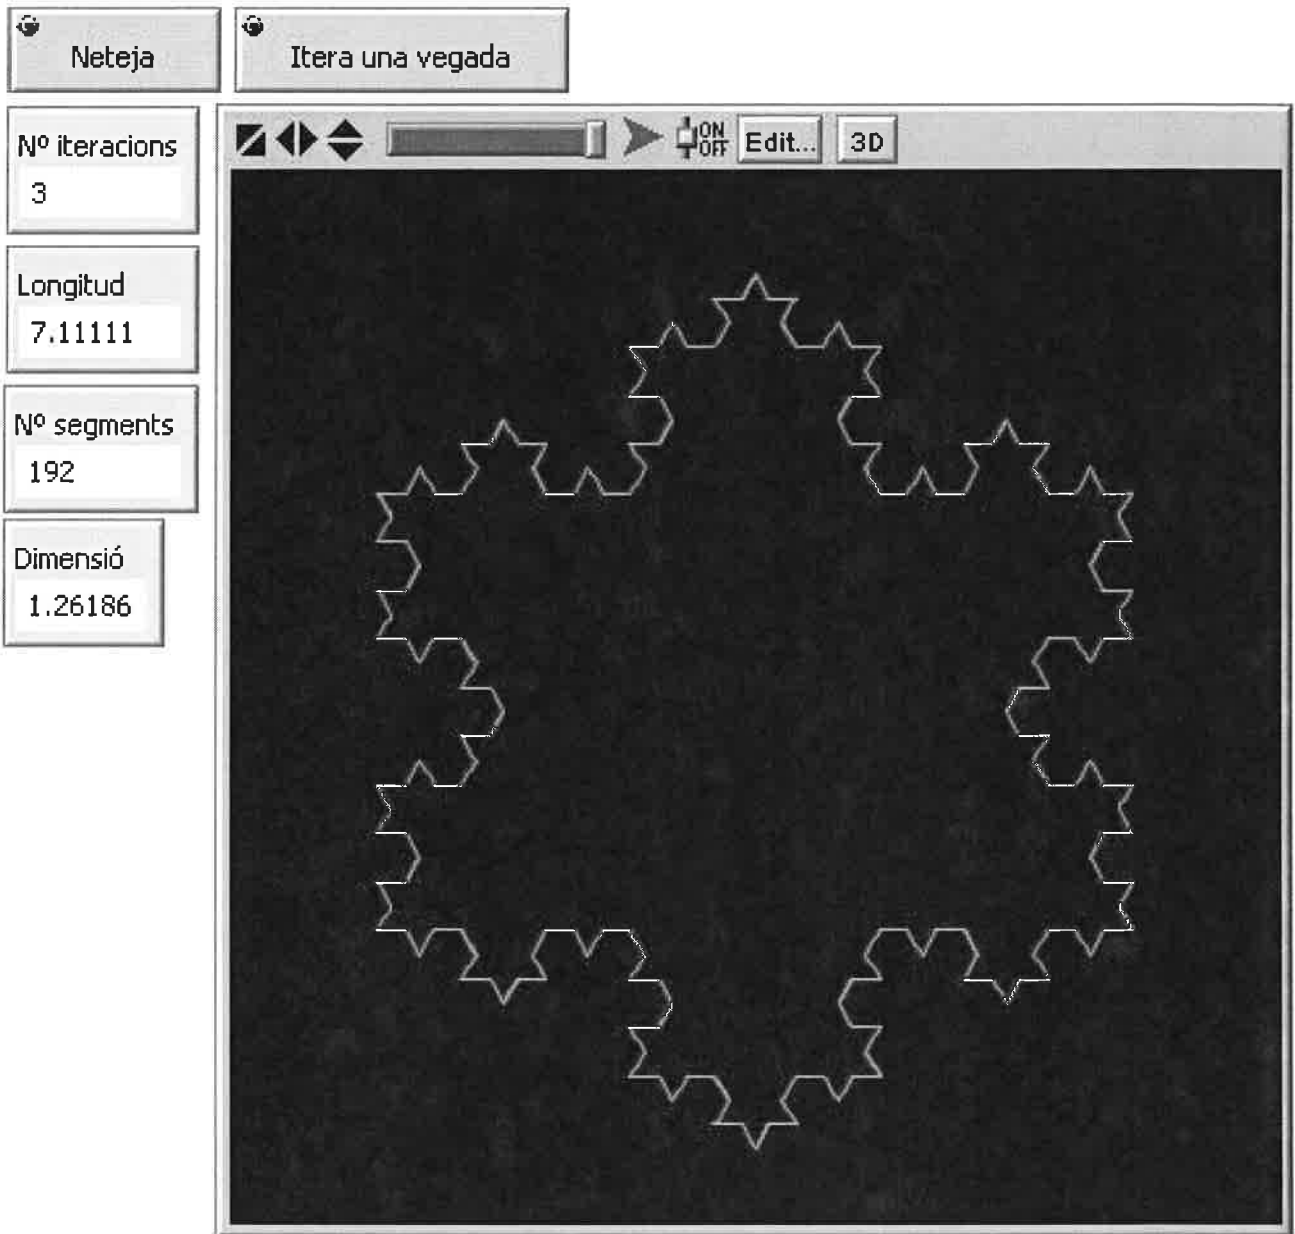 Neteja
Itera una vegada
Nº iteracions
3
ON
OFF
Edit...
3D
Longitud
7.11111
Nº segments
192
Dimensió
1.26186